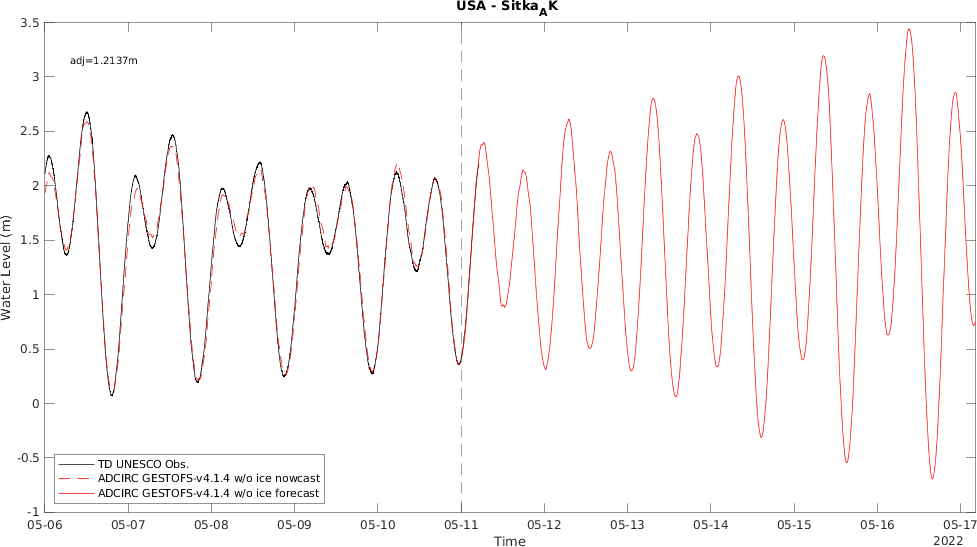 USA - Sitka_AK
adj=1.2137m
3.5
3
2.5
2
1.5
1
0.5
0
-0.5
-1
Water Level (m)
TD UNESCO Obs.
ADCIRC GESTOFS-v4.1.4 w/o ice nowcast
ADCIRC GESTOFS-v4.1.4 w/o ice forecast
05-06 05-07 05-08 05-09 05-10 05-11 05-12 05-13 05-14 05-15 05-16 05-17
Time
2022